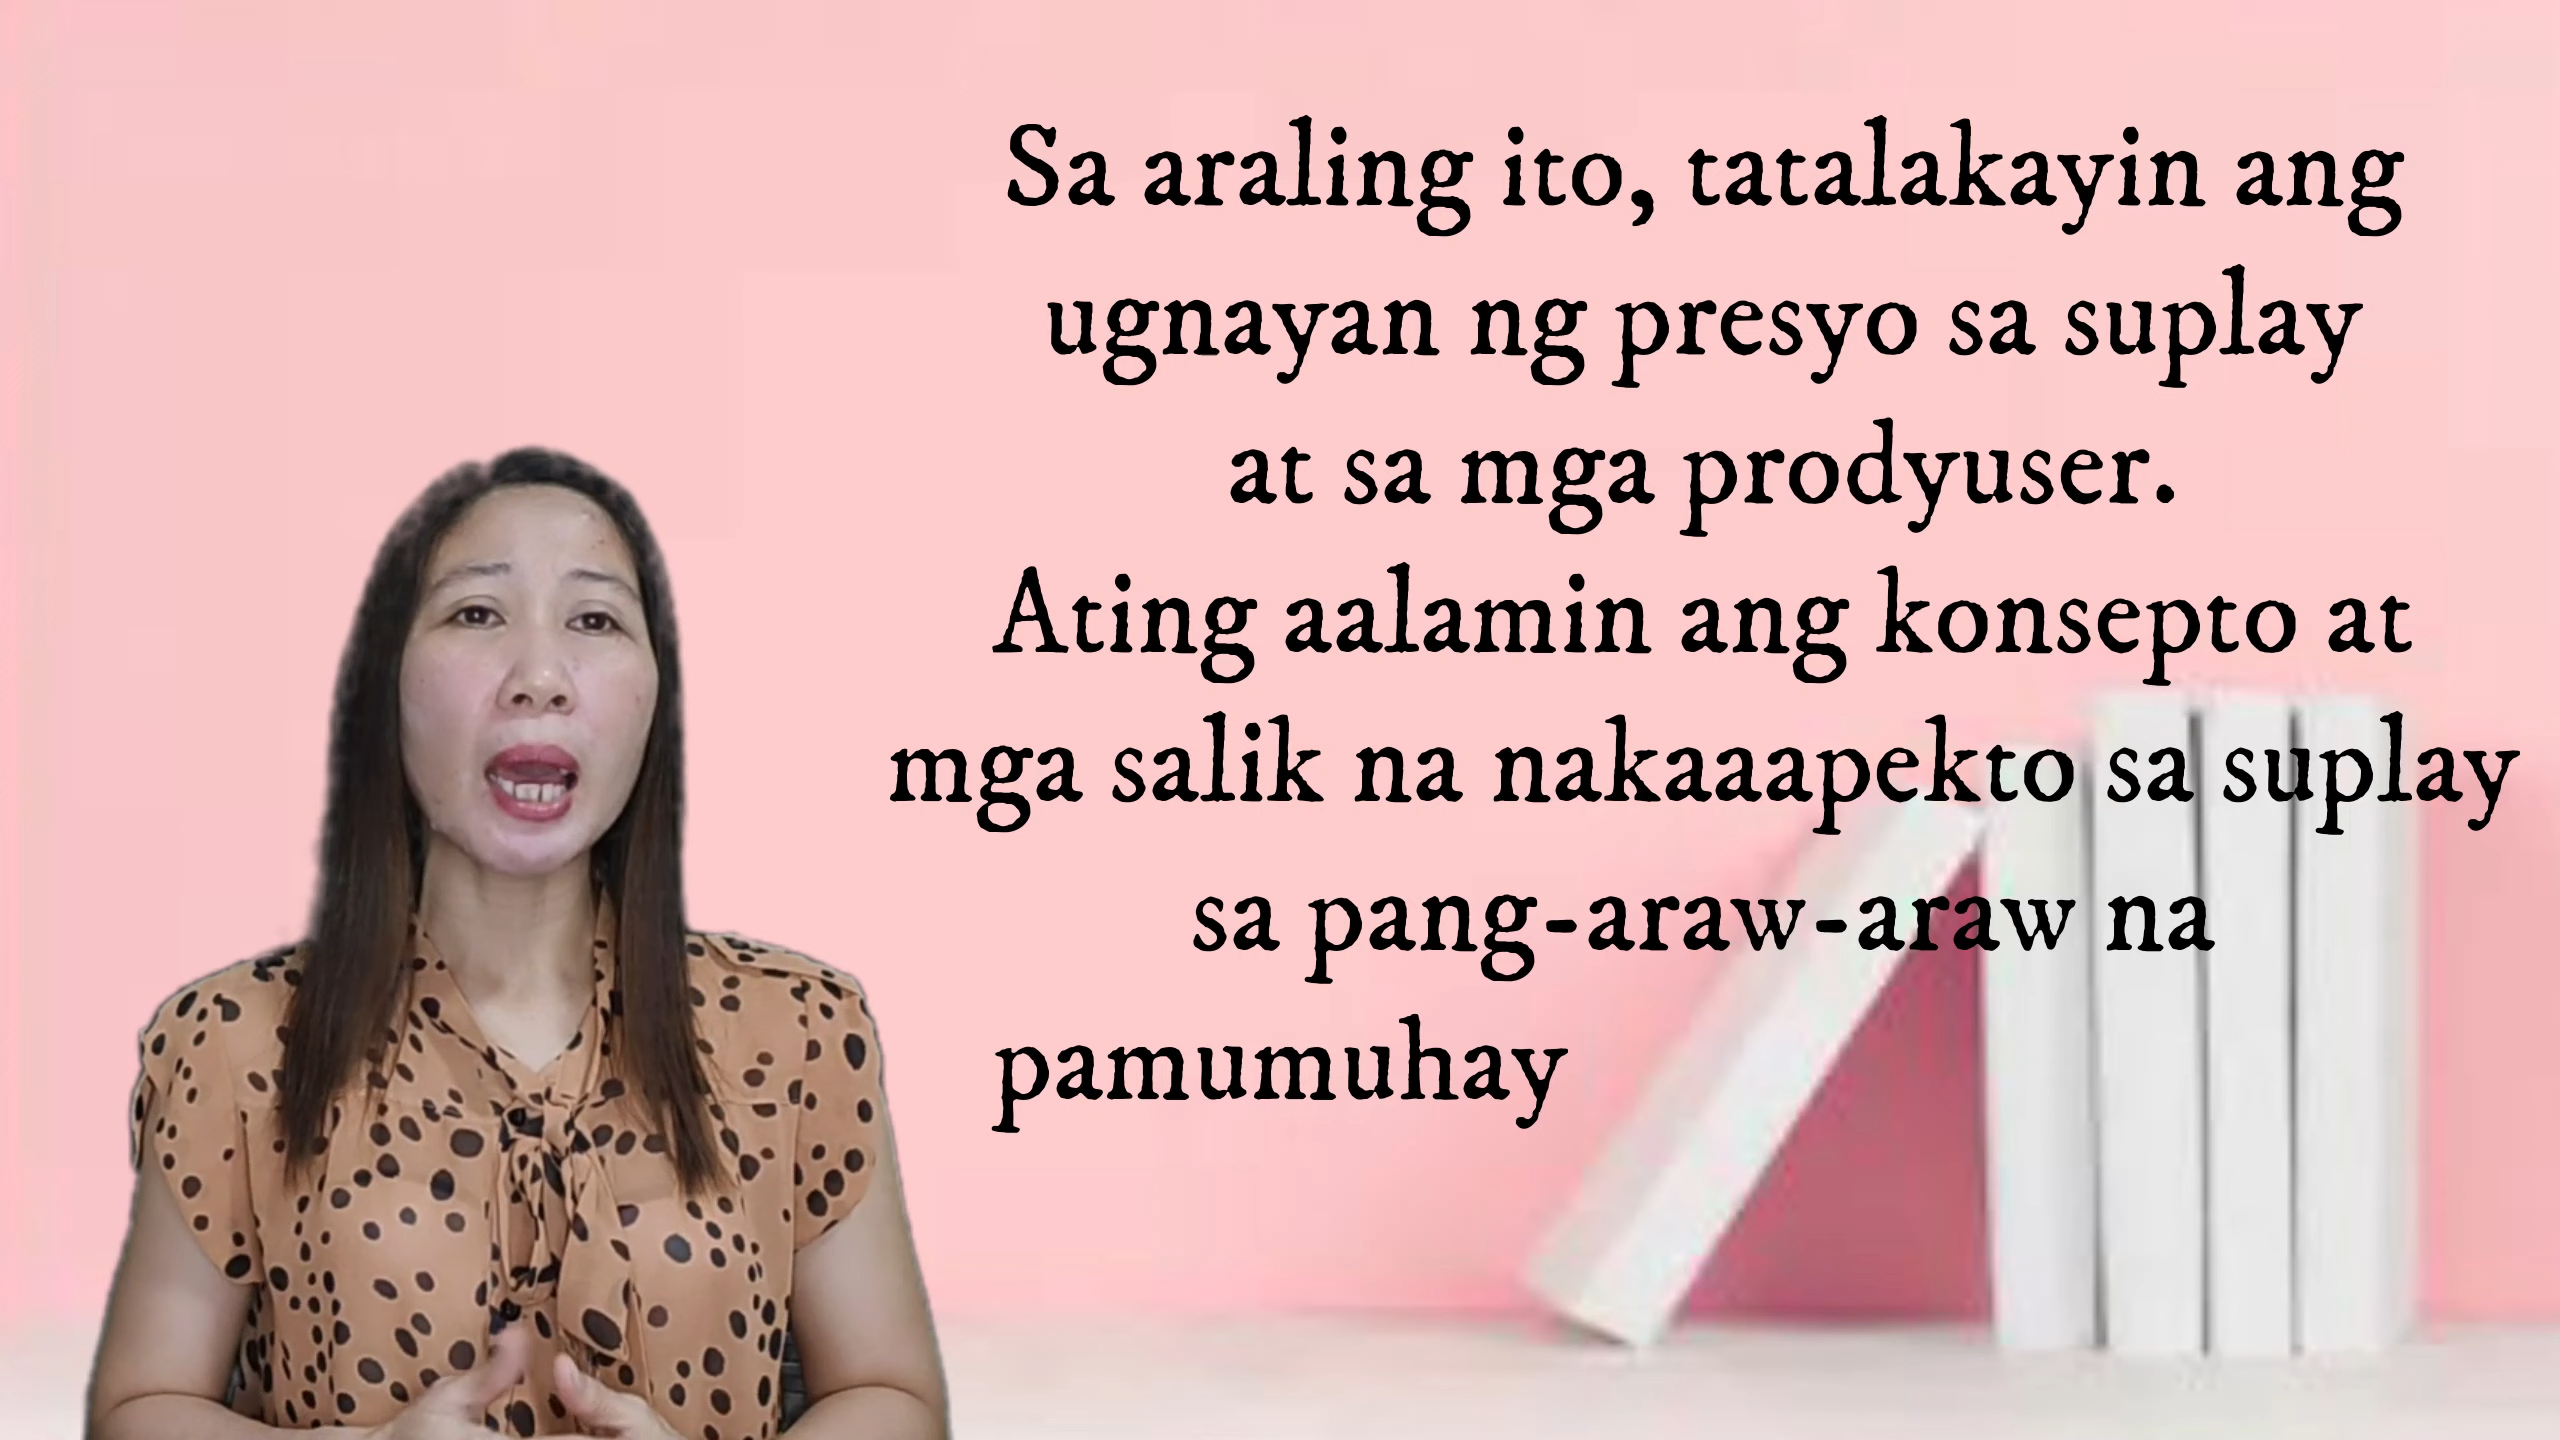 Sa araling ito, tatalakayin ang
ugnayan ng presyo sa suplay
at sa mga prodyuser.
Ating aalamin ang konsepto at
mga salik na nakaaapekto sa suplay
sa pang-araw-araw na
pamumuhay